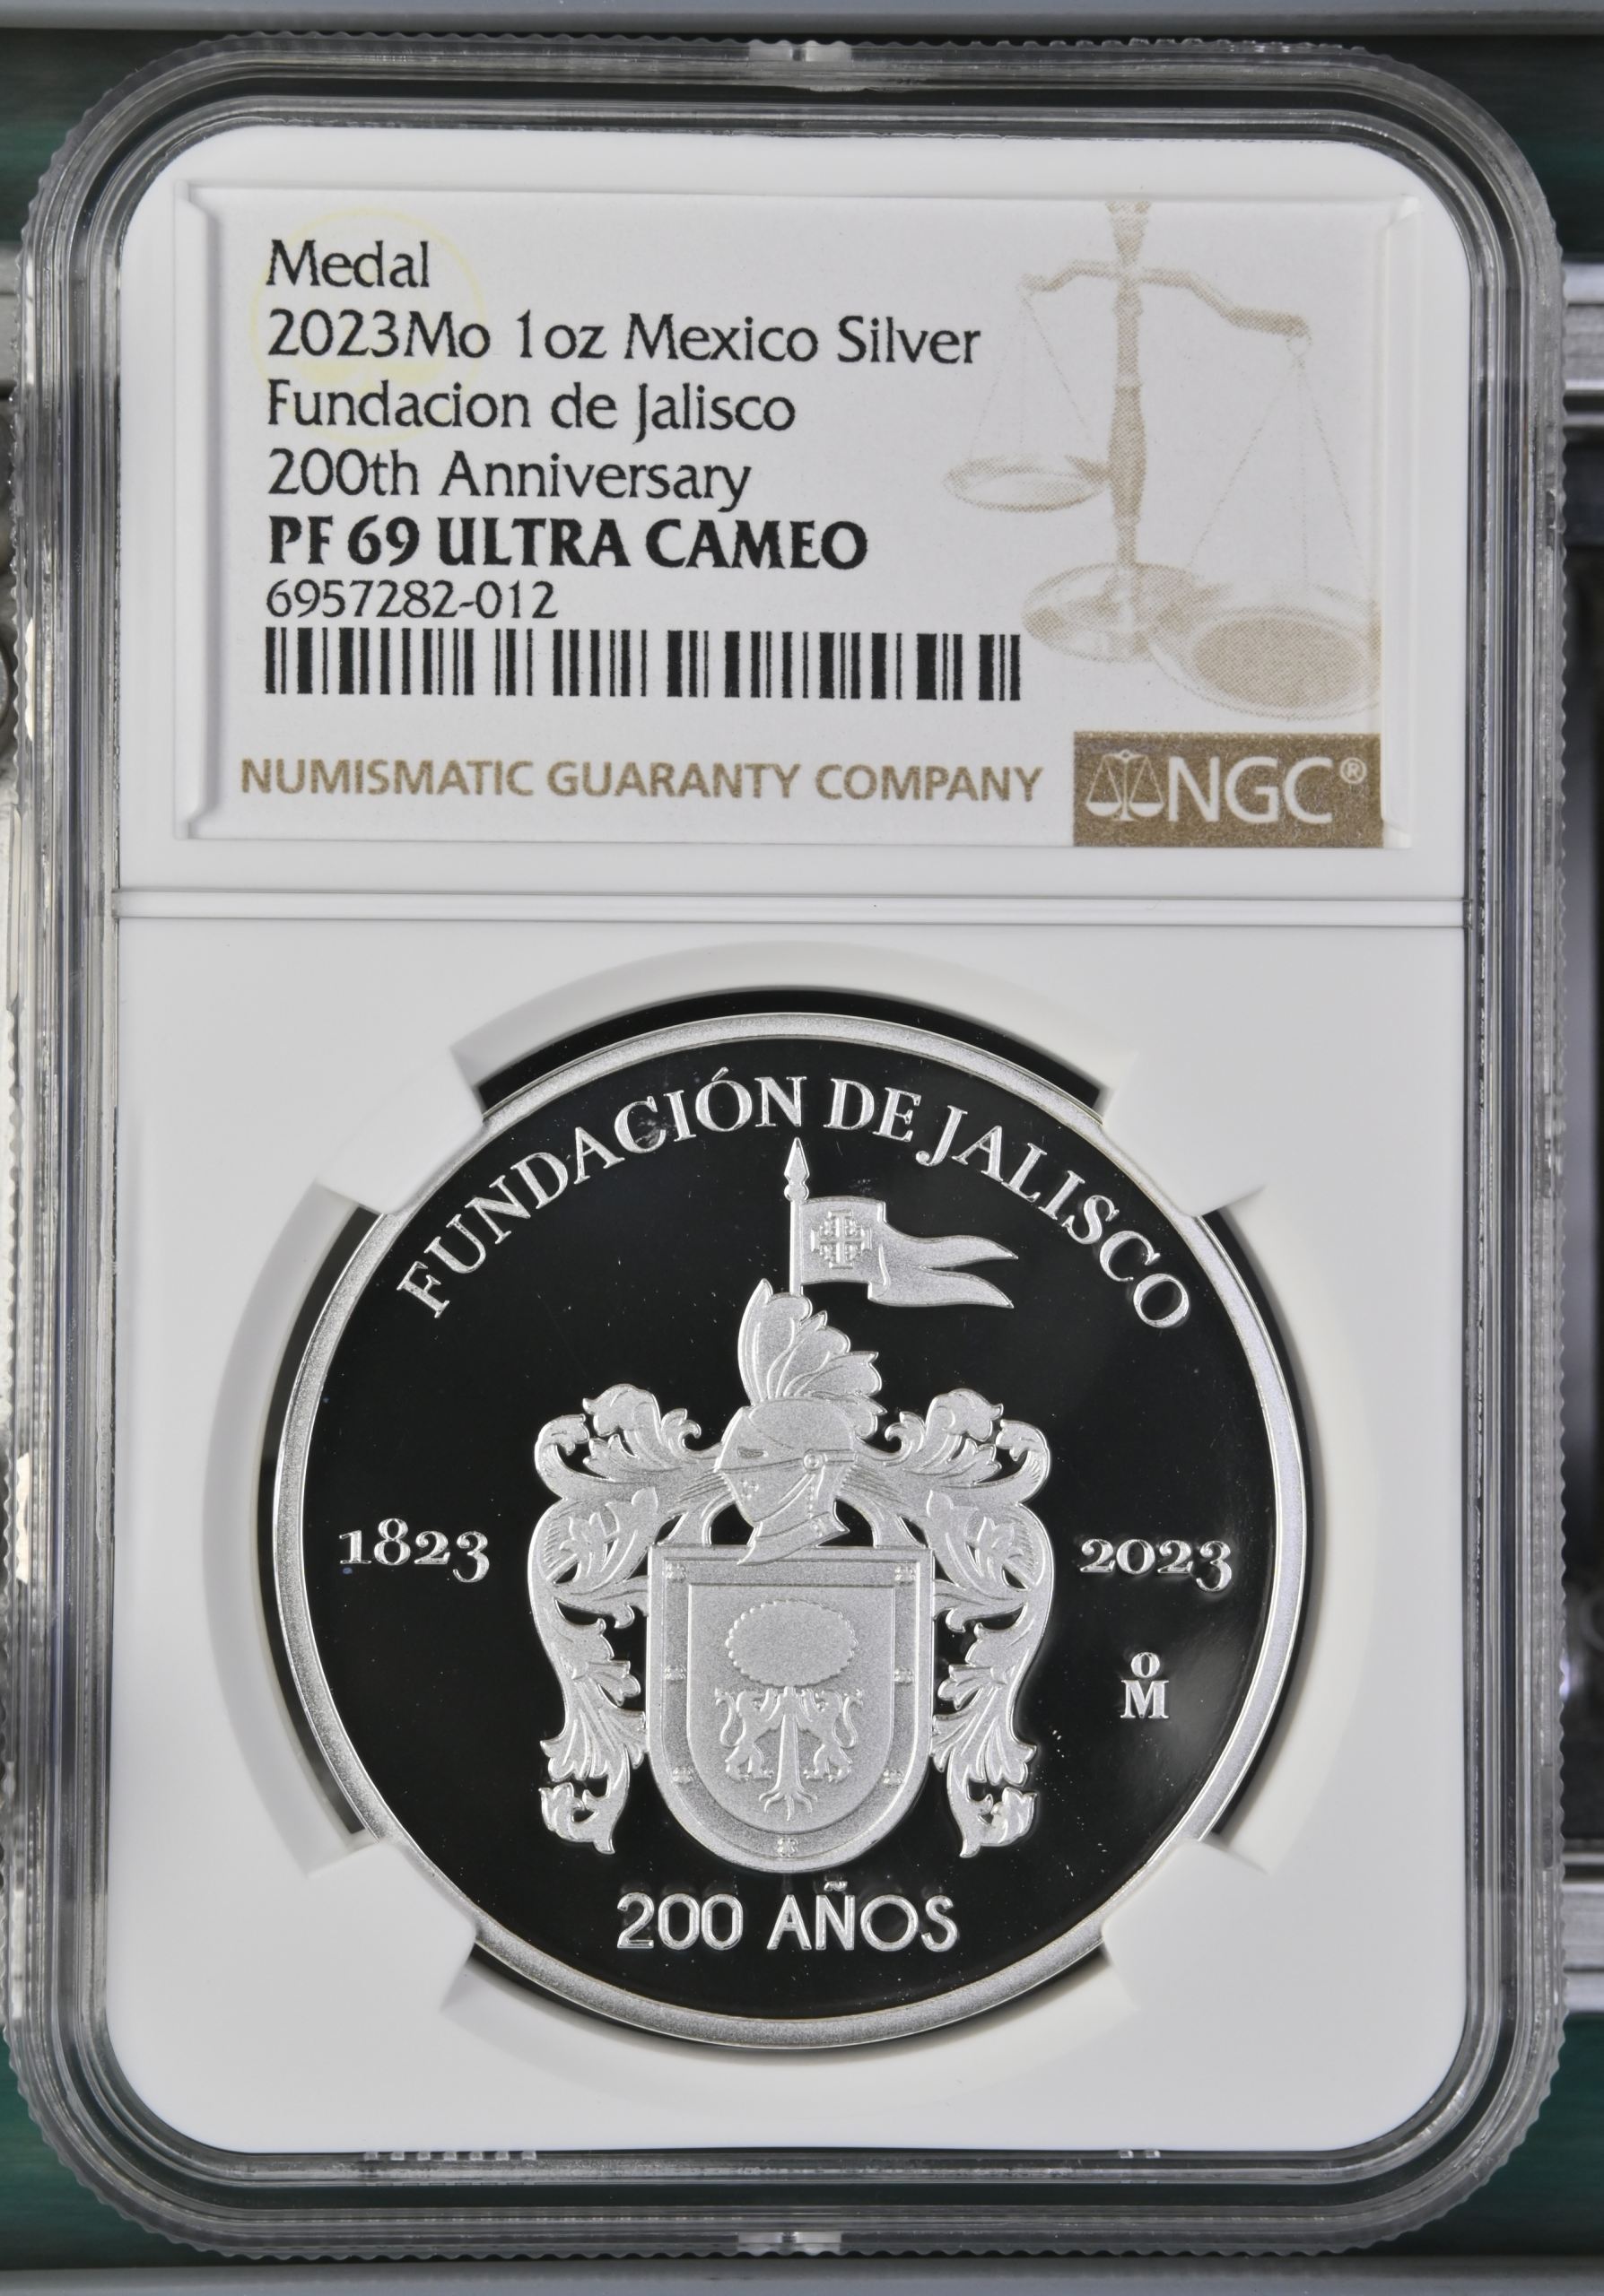 Medal
2023Mo 1oz Mexico Silver
Fundacion de Jalisco
200th Anniversary
PF 69 ULTRA CAMEO
6957282-012
NUMISMATIC GUARANTY COMPANY
NGC®
FUNDACIÓN DE JALISCO
1823
2023
o
M
200 AÑOS